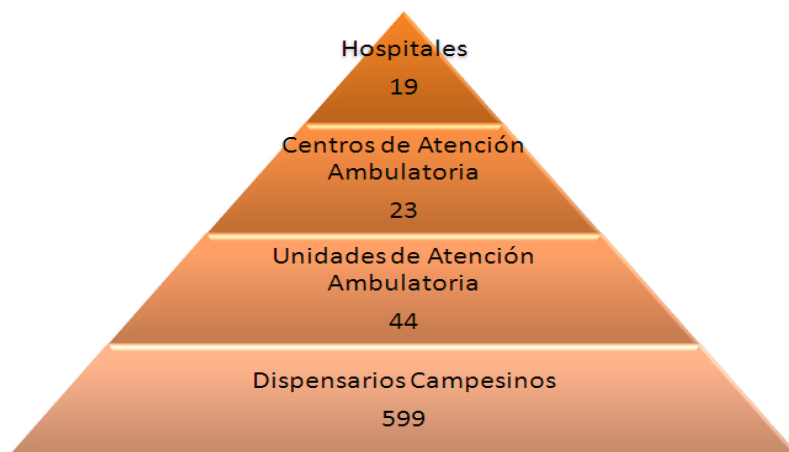 Hospitales
19
Centros de Atención
Ambulatoria
23
Unidades de Atención
Ambulatoria
44
Dispensarios Campesinos
599